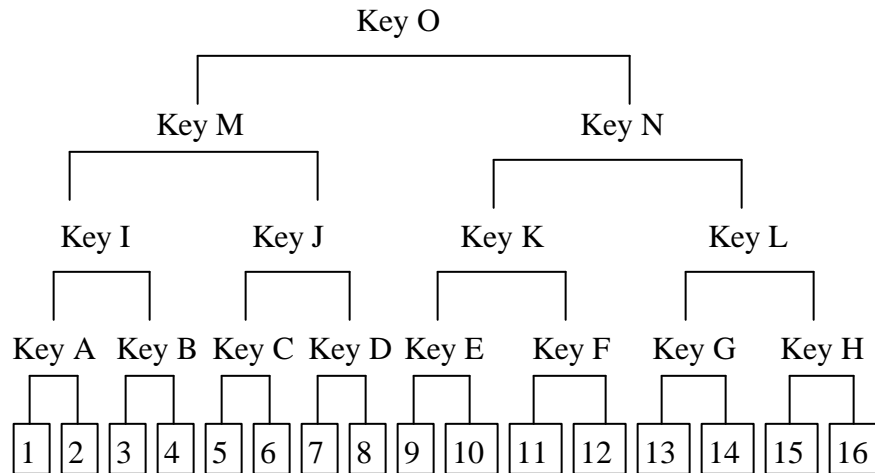 Key O
Key M Key N
Key I Key J Key K Key L
Key A Key B Key C Key D Key E Key F Key G Key H
1 2 3 4 5 6 7 8 9 10 11 12 13 14 15 16